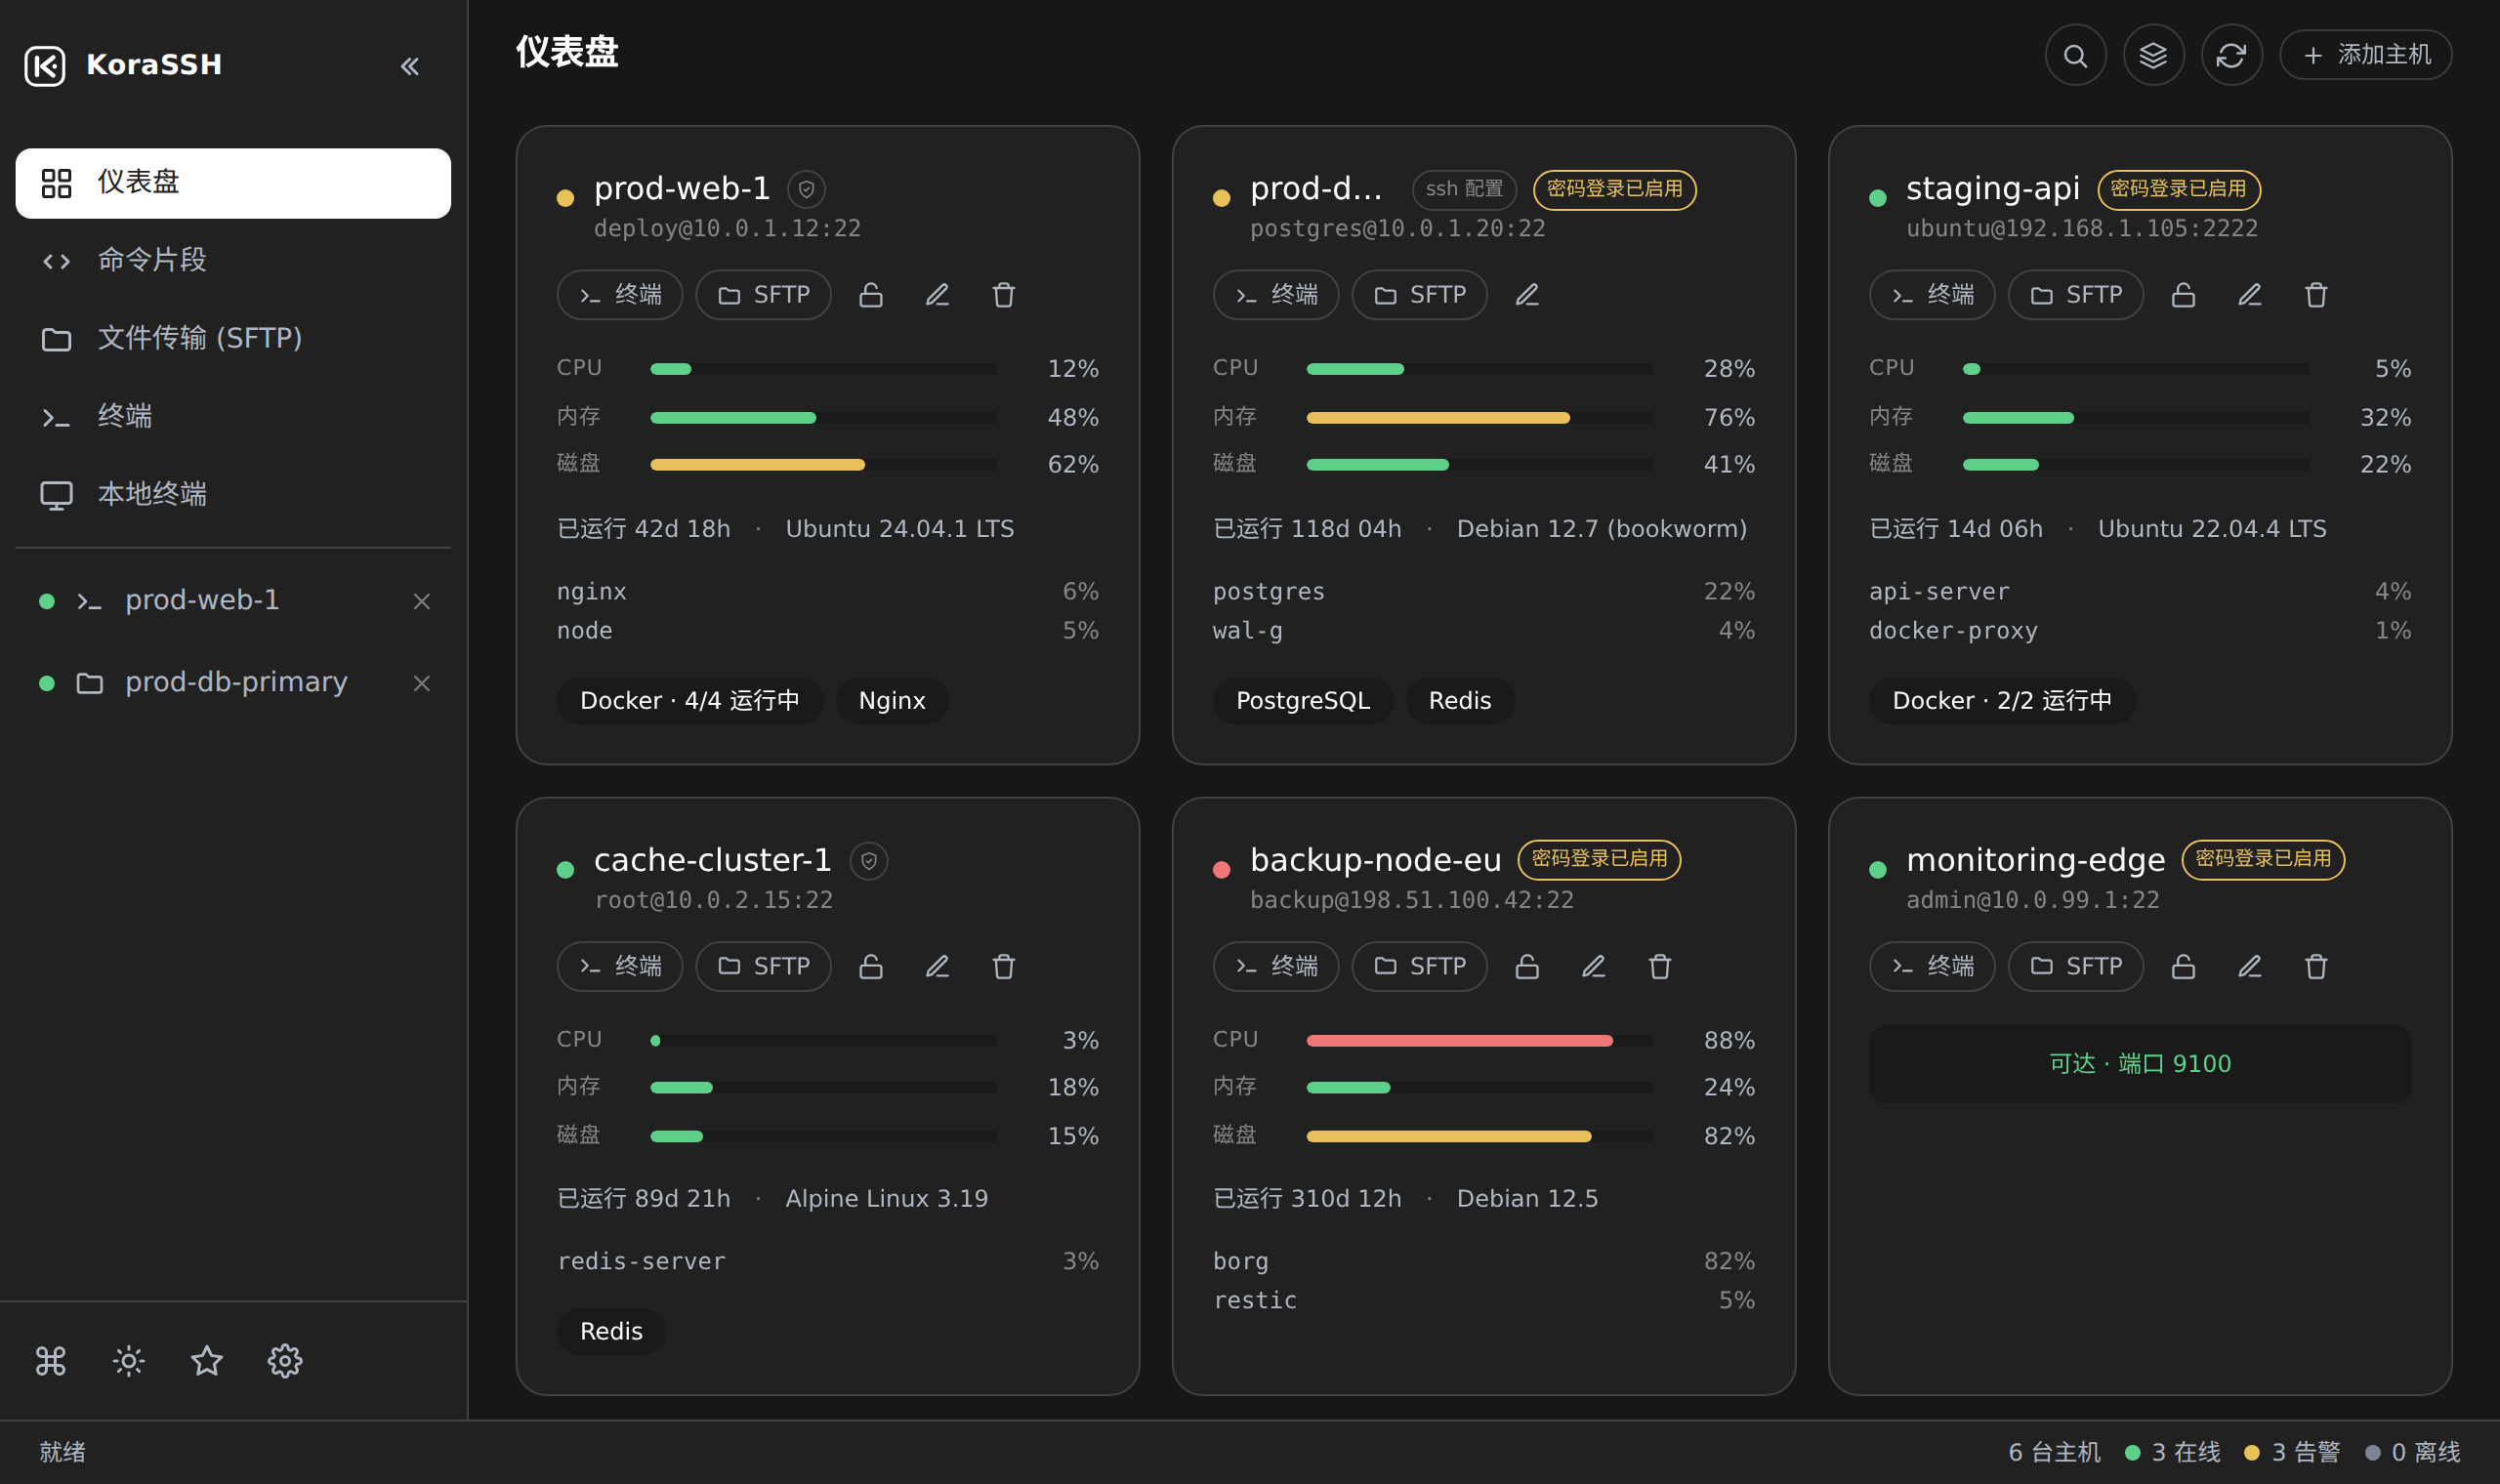 KoraSSH
仪表盘
命令片段
文件传输 (SFTP)
终端
本地终端
prod-web-1
prod-db-primary
仪表盘
添加主机
prod-web-1
deploy@10.0.1.12:22
终端 SFTP
CPU 12%
内存 48%
磁盘 62%
已运行 42d 18h · Ubuntu 24.04.1 LTS
nginx 6%
node 5%
Docker · 4/4 运行中 Nginx
prod-d... ssh 配置 密码登录已启用
postgres@10.0.1.20:22
终端 SFTP
CPU 28%
内存 76%
磁盘 41%
已运行 118d 04h · Debian 12.7 (bookworm)
postgres 22%
wal-g 4%
PostgreSQL Redis
staging-api 密码登录已启用
ubuntu@192.168.1.105:2222
终端 SFTP
CPU 5%
内存 32%
磁盘 22%
已运行 14d 06h · Ubuntu 22.04.4 LTS
api-server 4%
docker-proxy 1%
Docker · 2/2 运行中
cache-cluster-1
root@10.0.2.15:22
终端 SFTP
CPU 3%
内存 18%
磁盘 15%
已运行 89d 21h · Alpine Linux 3.19
redis-server 3%
Redis
backup-node-eu 密码登录已启用
backup@198.51.100.42:22
终端 SFTP
CPU 88%
内存 24%
磁盘 82%
已运行 310d 12h · Debian 12.5
borg 82%
restic 5%
monitoring-edge 密码登录已启用
admin@10.0.99.1:22
终端 SFTP
可达 · 端口 9100
就绪
6 台主机 3 在线 3 告警 0 离线